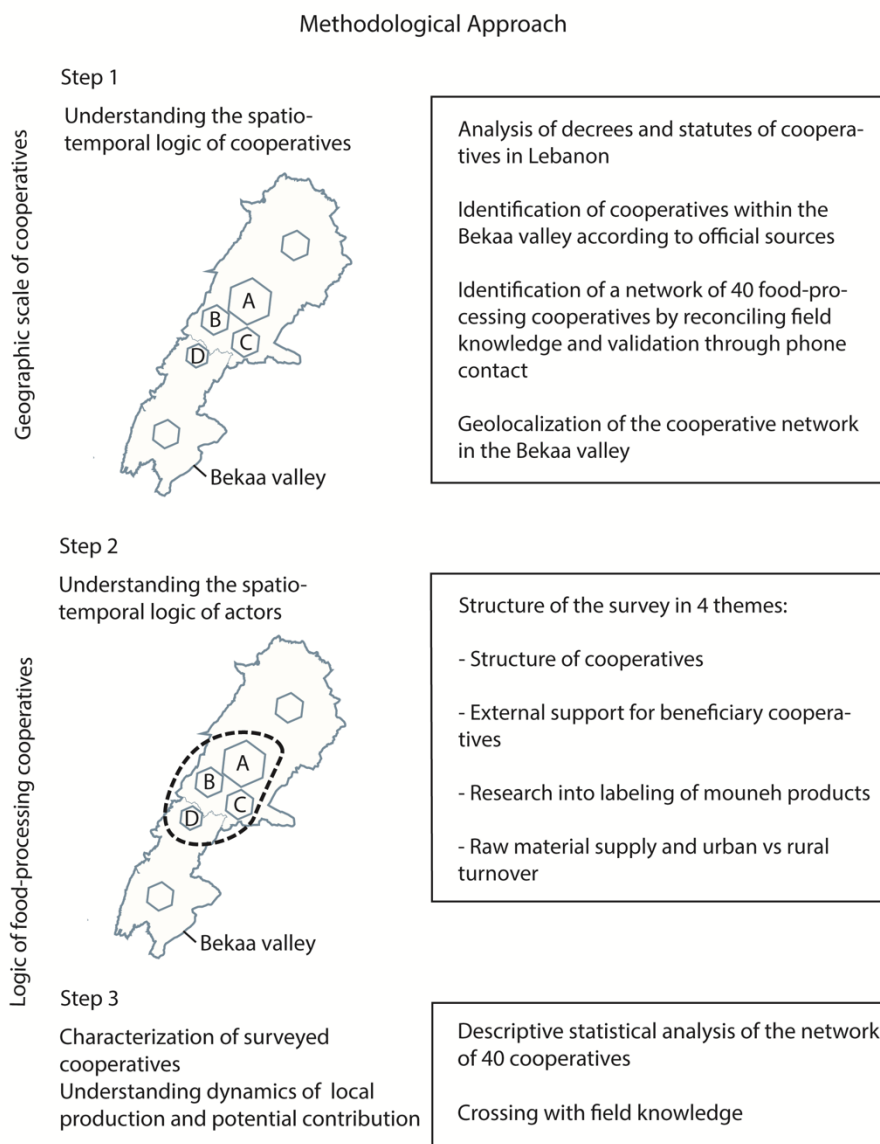 Methodological Approach
Geographic scale of cooperatives
Step 1
Understanding the spatio-
temporal logic of cooperatives
A
B
C
D
Bekaa valley
Analysis of decrees and statutes of coopera-
tives in Lebanon
Identification of cooperatives within the
Bekaa valley according to official sources
Identification of a network of 40 food-pro-
cessing cooperatives by reconciling field
knowledge and validation through phone
contact
Geolocalization of the cooperative network
in the Bekaa valley
Logic of food-processing cooperatives
Step 2
Understanding the spatio-
temporal logic of actors
A
B
C
D
Bekaa valley
Structure of the survey in 4 themes:
- Structure of cooperatives
- External support for beneficiary coopera-
tives
- Research into labeling of mouneh products
- Raw material supply and urban vs rural
turnover
Step 3
Characterization of surveyed
cooperatives
Understanding dynamics of local
production and potential contribution
Descriptive statistical analysis of the network
of 40 cooperatives
Crossing with field knowledge